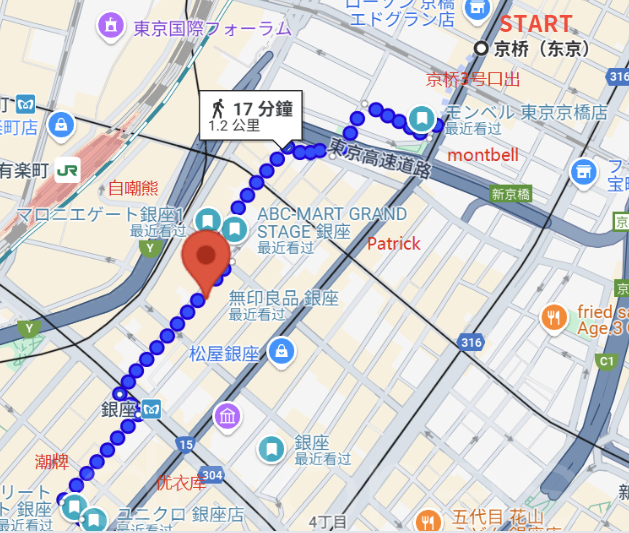 ローソン 京橋
エドグラン店
東京国際フォーラム
START
京桥（东京）
316
京桥3号口出
17 分鐘
1.2 公里
モンベル 東京京橋店
最近看过
montbell
有楽町
JR
町店
東京高速道路
新京橋
自嘲熊
マロニエゲート銀座1
最近看过
ABC-MART GRAND
STAGE 銀座
最近看过
Patrick
Y
無印良品 銀座
最近看过
Y
fried
Age.3
316
C1
松屋銀座
銀座
15
銀座
最近看过
潮牌
304
优衣库
リート
銀座
最近看过
ユニクロ 銀座店
最近看过
4丁目
五代目 花山